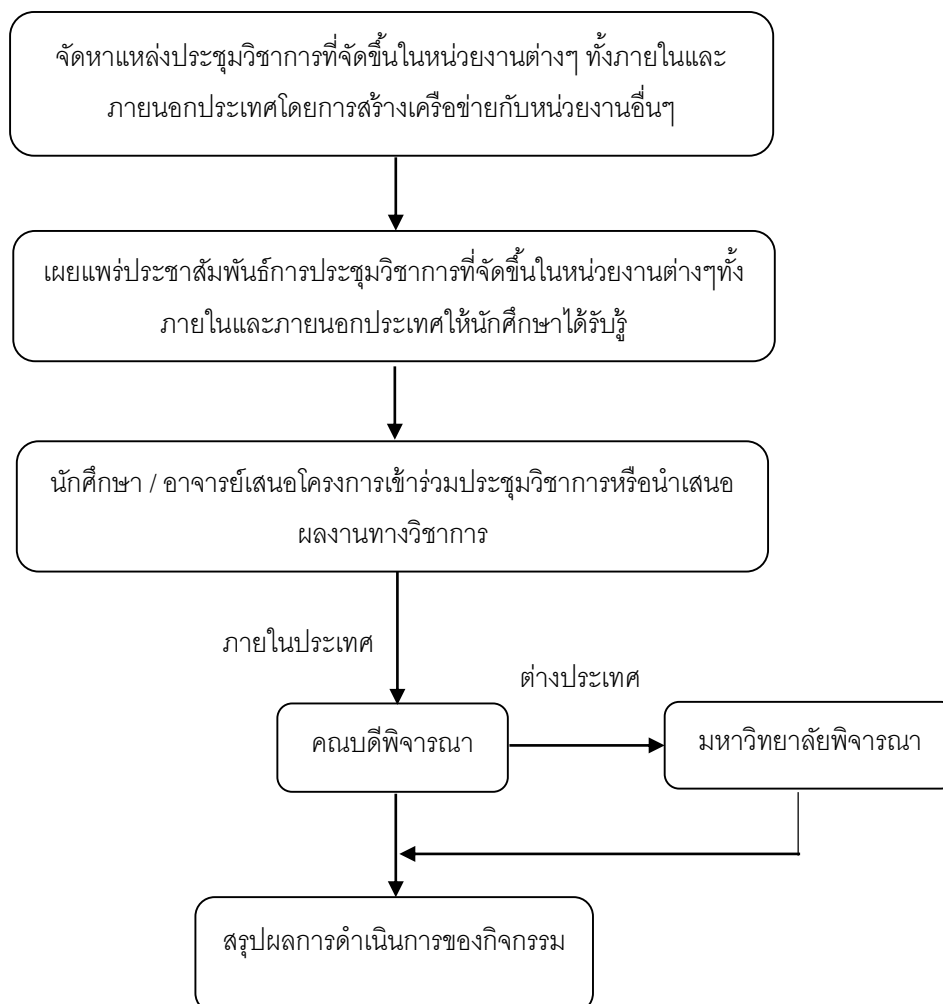 จัดหาแหล่งประชุมวิชาการที่จัดขึ้นในหน่วยงานต่างๆ ทั้งภายในและ
ภายนอกประเทศโดยการสร้างเครือข่ายกับหน่วยงานอื่นๆ
เผยแพร่ประชาสัมพันธ์การประชุมวิชาการที่จัดขึ้นในหน่วยงานต่างๆทั้ง
ภายในและภายนอกประเทศให้นักศึกษาได้รับรู้
นักศึกษา / อาจารย์เสนอโครงการเข้าร่วมประชุมวิชาการหรือนำเสนอ
ผลงานทางวิชาการ
ภายในประเทศ
ต่างประเทศ
คณบดีพิจารณา
มหาวิทยาลัยพิจารณา
สรุปผลการดำเนินการของกิจกรรม